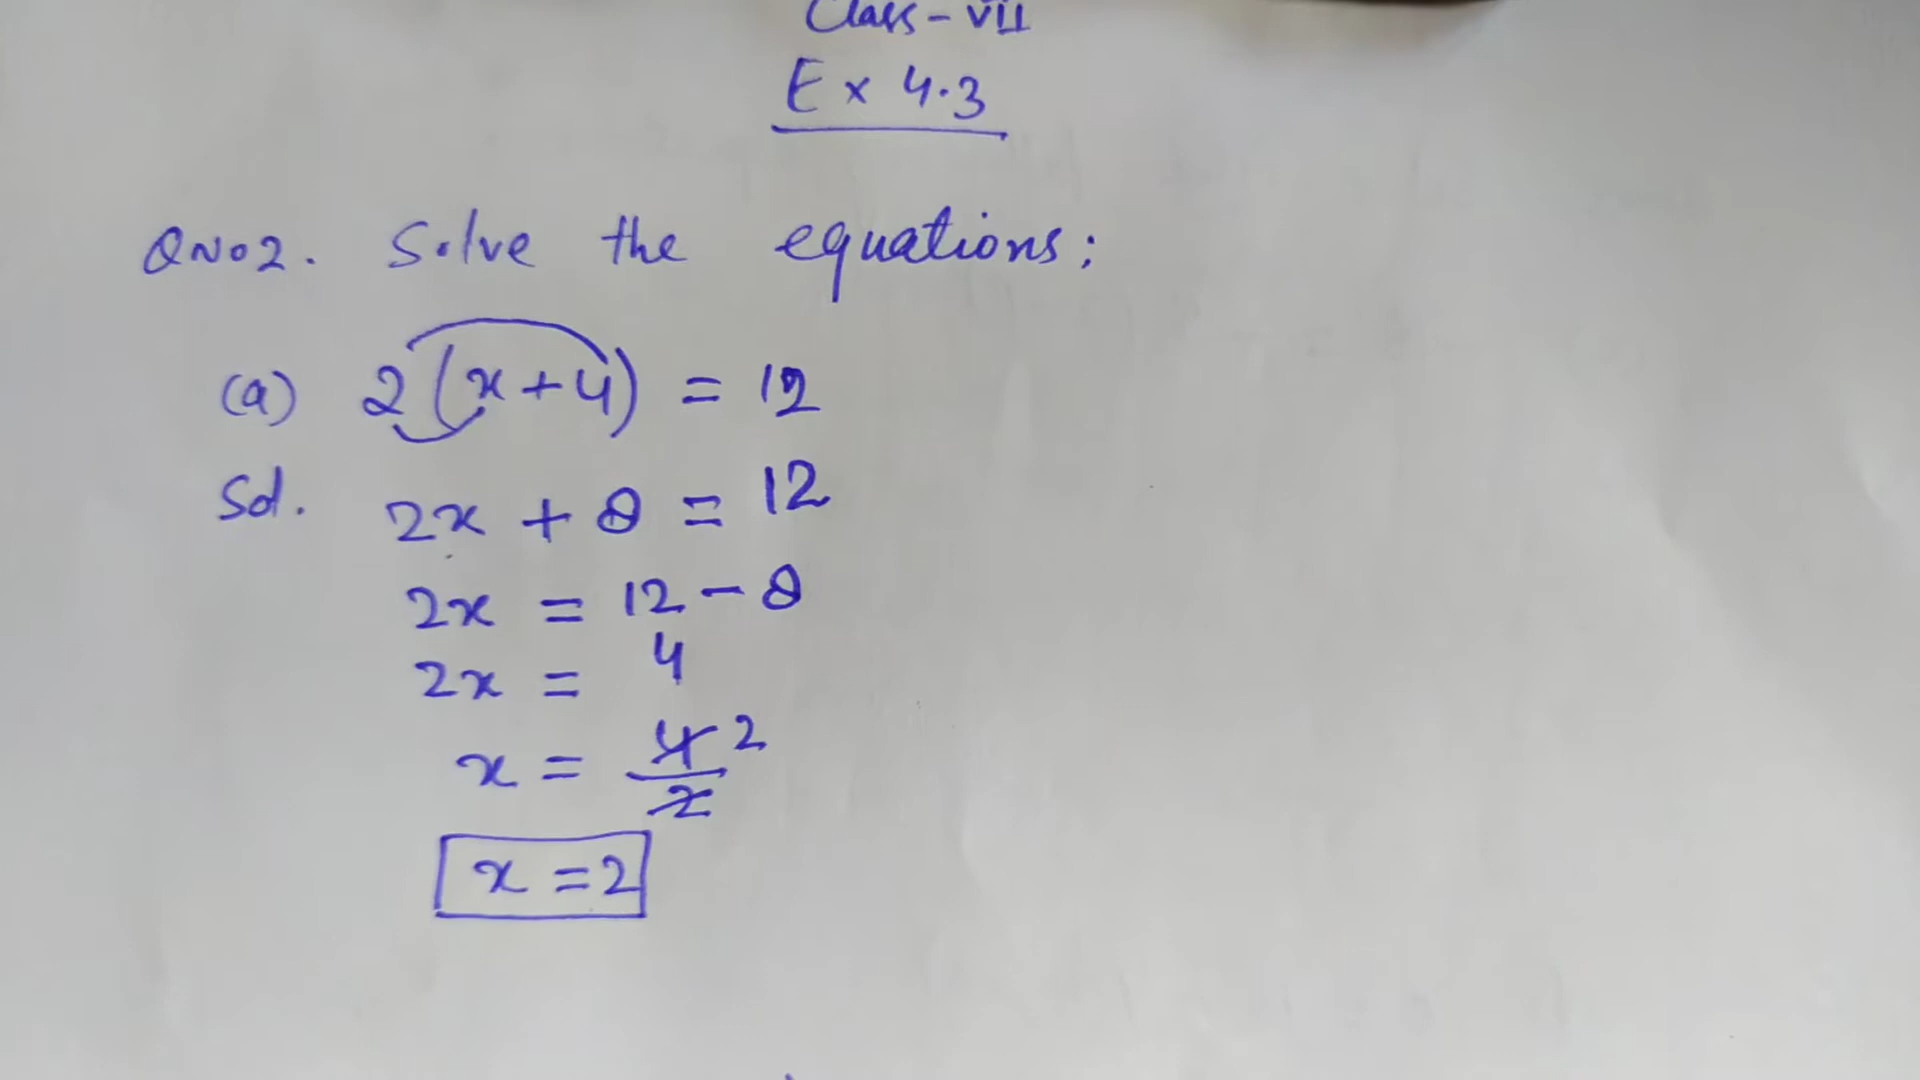 Class - VII
Ex 4.3
QNo2. Solve the equations:
(a) 2(x+4) = 12
Sol. 2x + 8 = 12
2x = 12 - 8
2x = 4
x = 4/2 2
x = 2